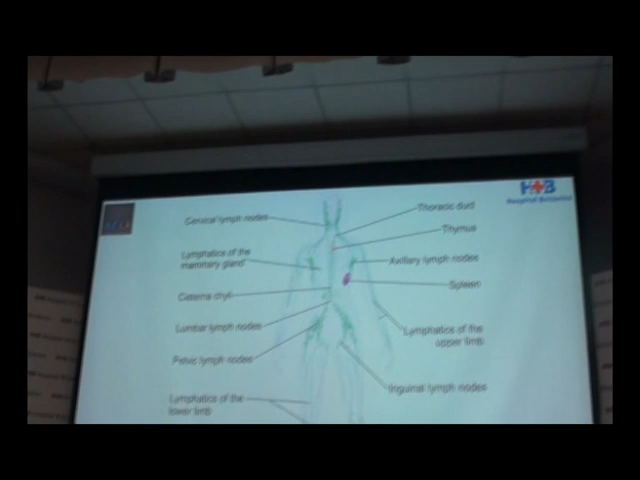 H+B
Hospital
Cervical lymph nodes
Thoracic duct
Thymus
Lymphatics of the
mammary gland
Axillary lymph nodes
Cisterna chyli
Spleen
Lumbar lymph nodes
Lymphatics of the
upper limb
Pelvic lymph nodes
Inguinal lymph nodes
Lymphatics of the
lower limb